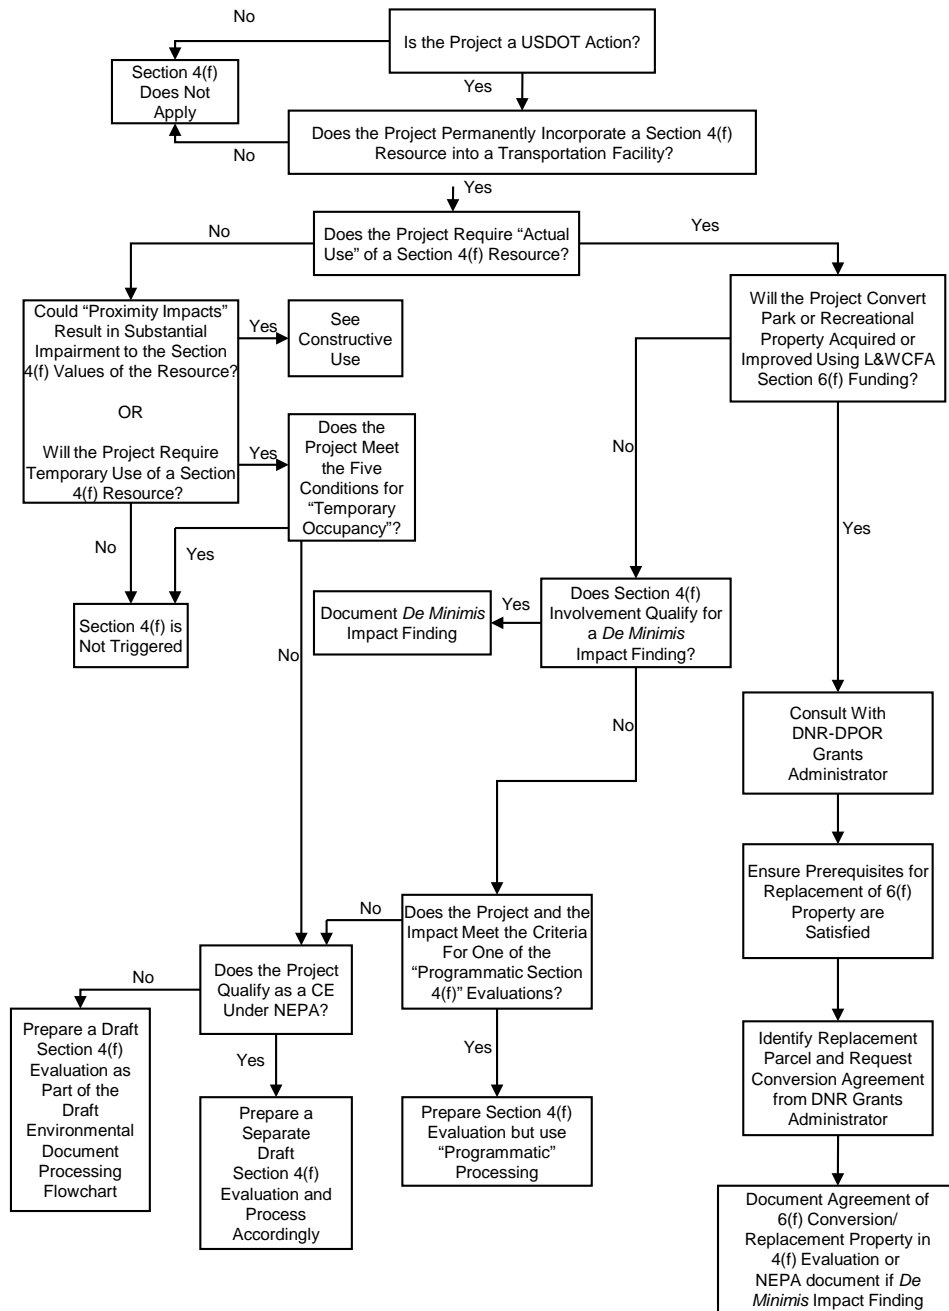 No
Is the Project a USDOT Action?
Section 4(f)
Does Not
Apply
Yes
Does the Project Permanently Incorporate a Section 4(f)
Resource into a Transportation Facility?
No
Yes
Does the Project Require “Actual
Use” of a Section 4(f) Resource?
No
Yes
Could “Proximity Impacts”
Result in Substantial
Impairment to the Section
4(f) Values of the Resource?
OR
Will the Project Require
Temporary Use of a Section
4(f) Resource?
Yes
See
Constructive
Use
Will the Project Convert
Park or Recreational
Property Acquired or
Improved Using L&WCFA
Section 6(f) Funding?
Yes
Does the
Project Meet
the Five
Conditions for
“Temporary
Occupancy”?
No
Yes
No
Yes
Section 4(f) is
Not Triggered
No
Document De Minimis
Impact Finding
Yes
Does Section 4(f)
Involvement Qualify for
a De Minimis
Impact Finding?
No
Consult With
DNR-DPOR
Grants
Administrator
Ensure Prerequisites for
Replacement of 6(f)
Property are
Satisfied
No
Does the Project and the
Impact Meet the Criteria
For One of the
“Programmatic Section
4(f)” Evaluations?
Does the Project
Qualify as a CE
Under NEPA?
No
Prepare a Draft
Section 4(f)
Evaluation as
Part of the
Draft
Environmental
Document
Processing
Flowchart
Yes
Prepare a
Separate
Draft
Section 4(f)
Evaluation and
Process
Accordingly
Yes
Prepare Section 4(f)
Evaluation but use
“Programmatic”
Processing
Identify Replacement
Parcel and Request
Conversion Agreement
from DNR Grants
Administrator
Document Agreement of
6(f) Conversion/
Replacement Property in
4(f) Evaluation or
NEPA document if De
Minimis Impact Finding